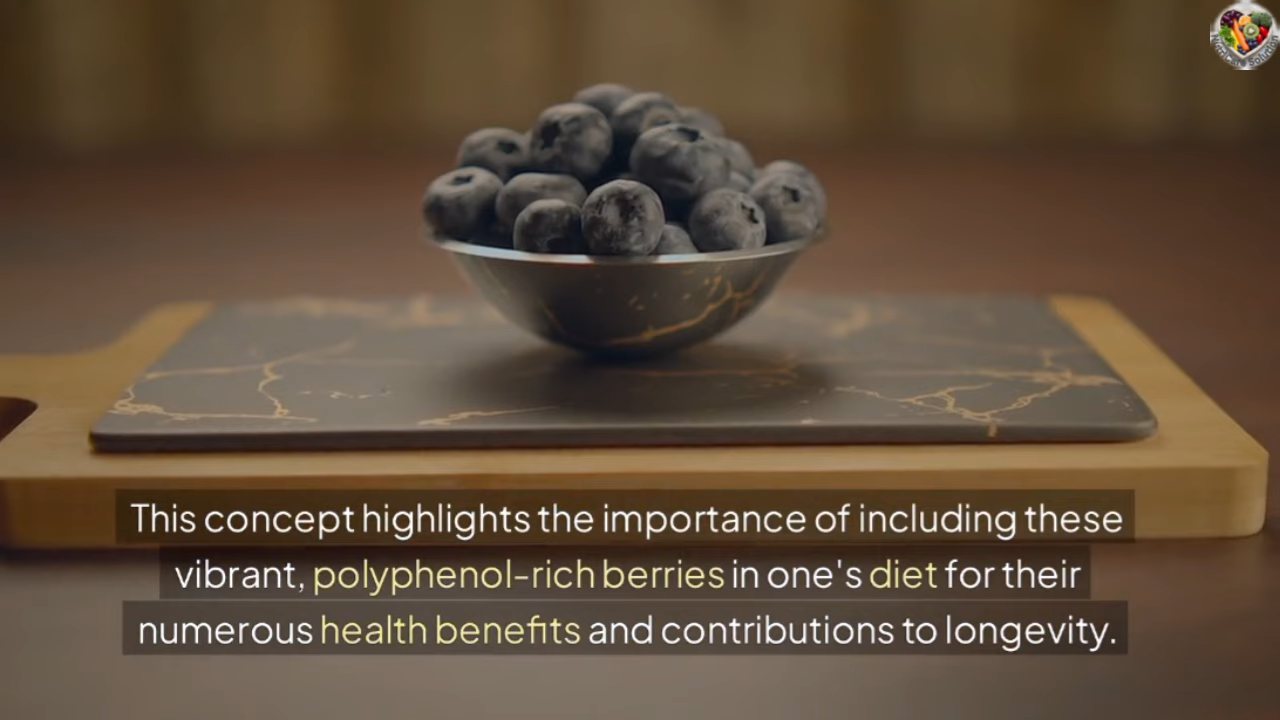 This concept highlights the importance of including these
vibrant, polyphenol-rich berries in one's diet for their
numerous health benefits and contributions to longevity.